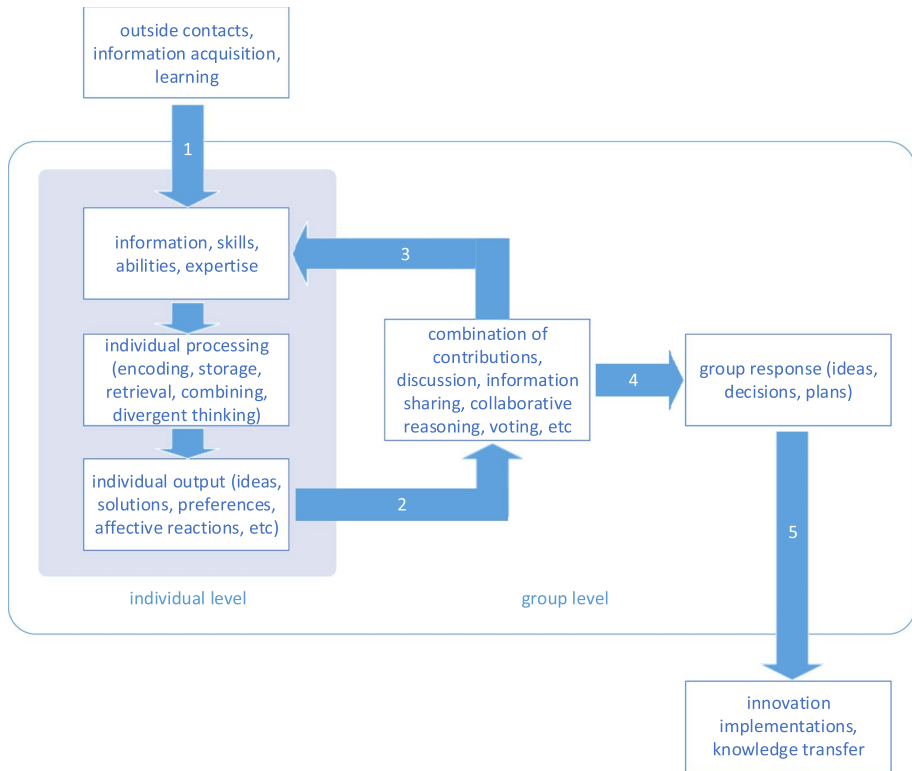 outside contacts,
information acquisition,
learning
1
information, skills,
abilities, expertise
3
individual processing
(encoding, storage,
retrieval, combining,
divergent thinking)
combination of
contributions,
discussion, information
sharing, collaborative
reasoning, voting, etc
4
group response (ideas,
decisions, plans)
individual output (ideas,
solutions, preferences,
affective reactions, etc)
2
5
individual level
group level
innovation
implementations,
knowledge transfer